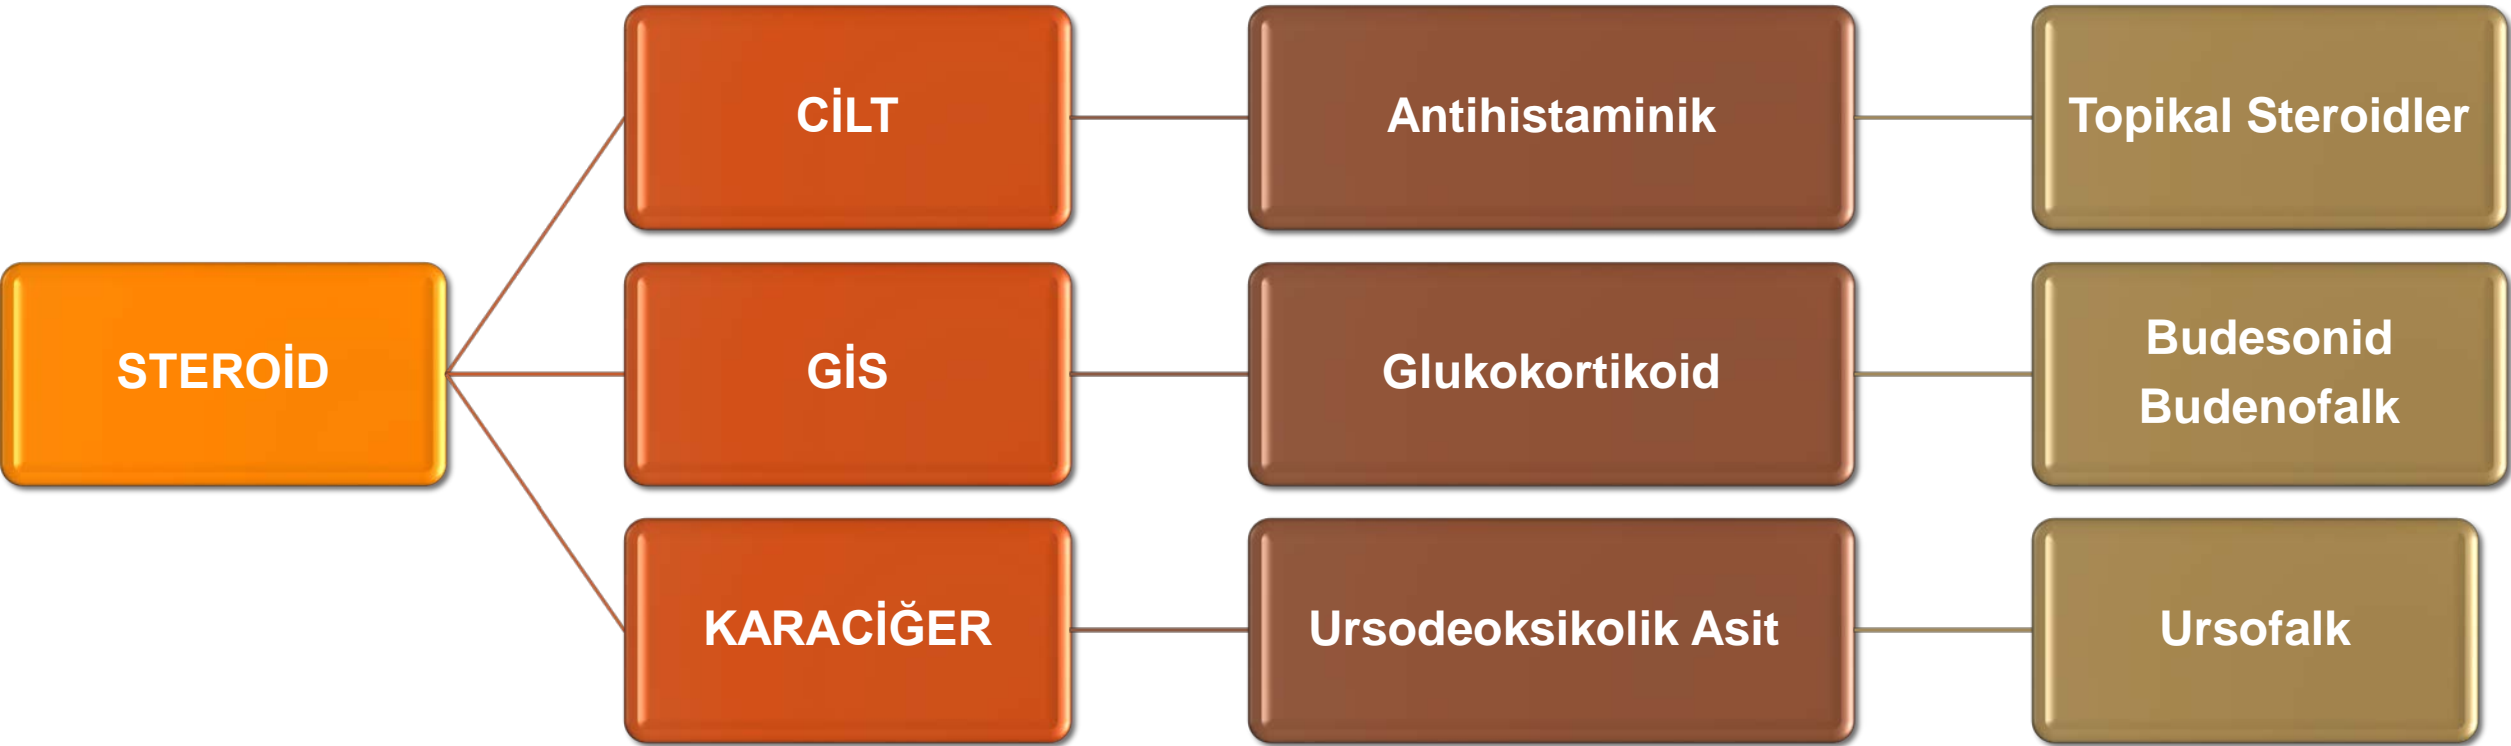 CİLT
Antihistaminik
Topikal Steroidler
STEROİD
GİS
Glukokortikoid
Budesonid
Budenofalk
KARACİĞER
Ursodeoksikolik Asit
Ursofalk